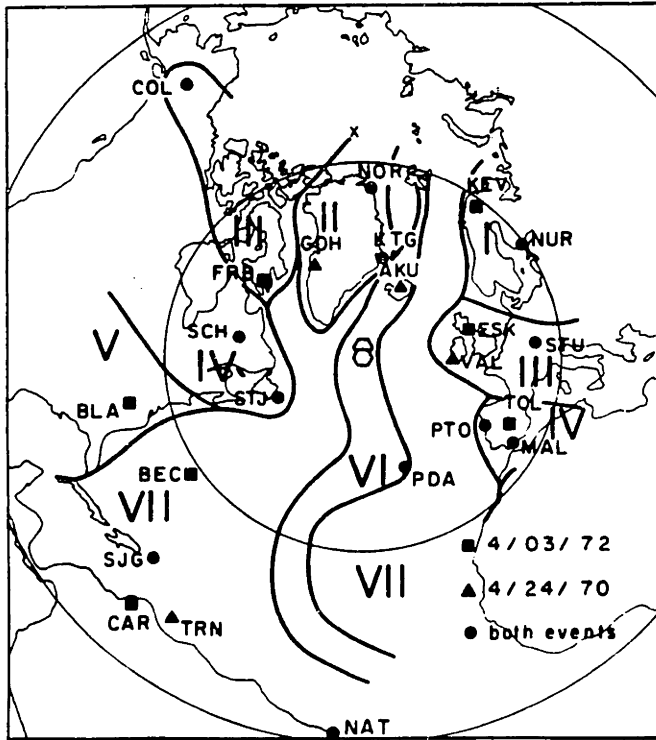 COL
X
NOR
KEV
II
I
I
III
GDH
KTG
NUR
FRB
AKU
SCH
ESK
STU
V
IV
8
VAL
III
STJ
TOL
IV
BLA
PTO
MAL
BEC
VI
PDA
VII
4/03/72
SJG
VII
4/24/70
CAR
TRN
both events
NAT